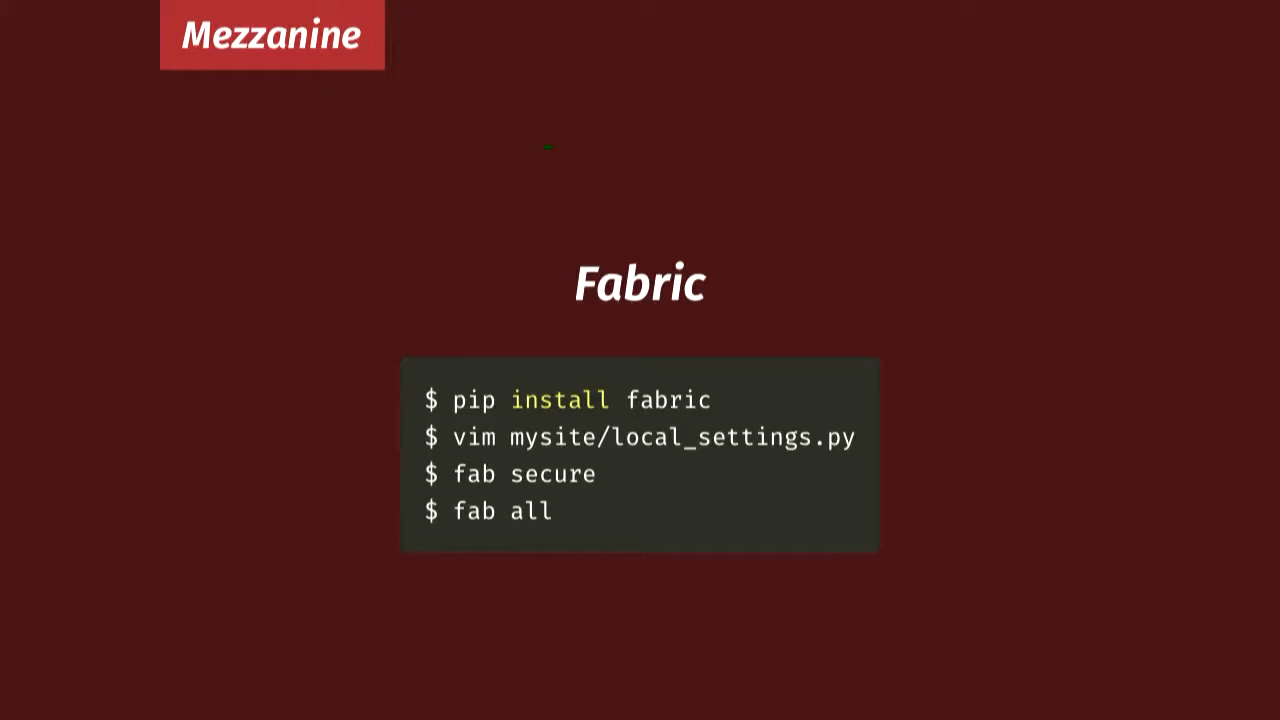 Mezzanine
Fabric
$ pip install fabric
$ vim mysite/local_settings.py
$ fab secure
$ fab all